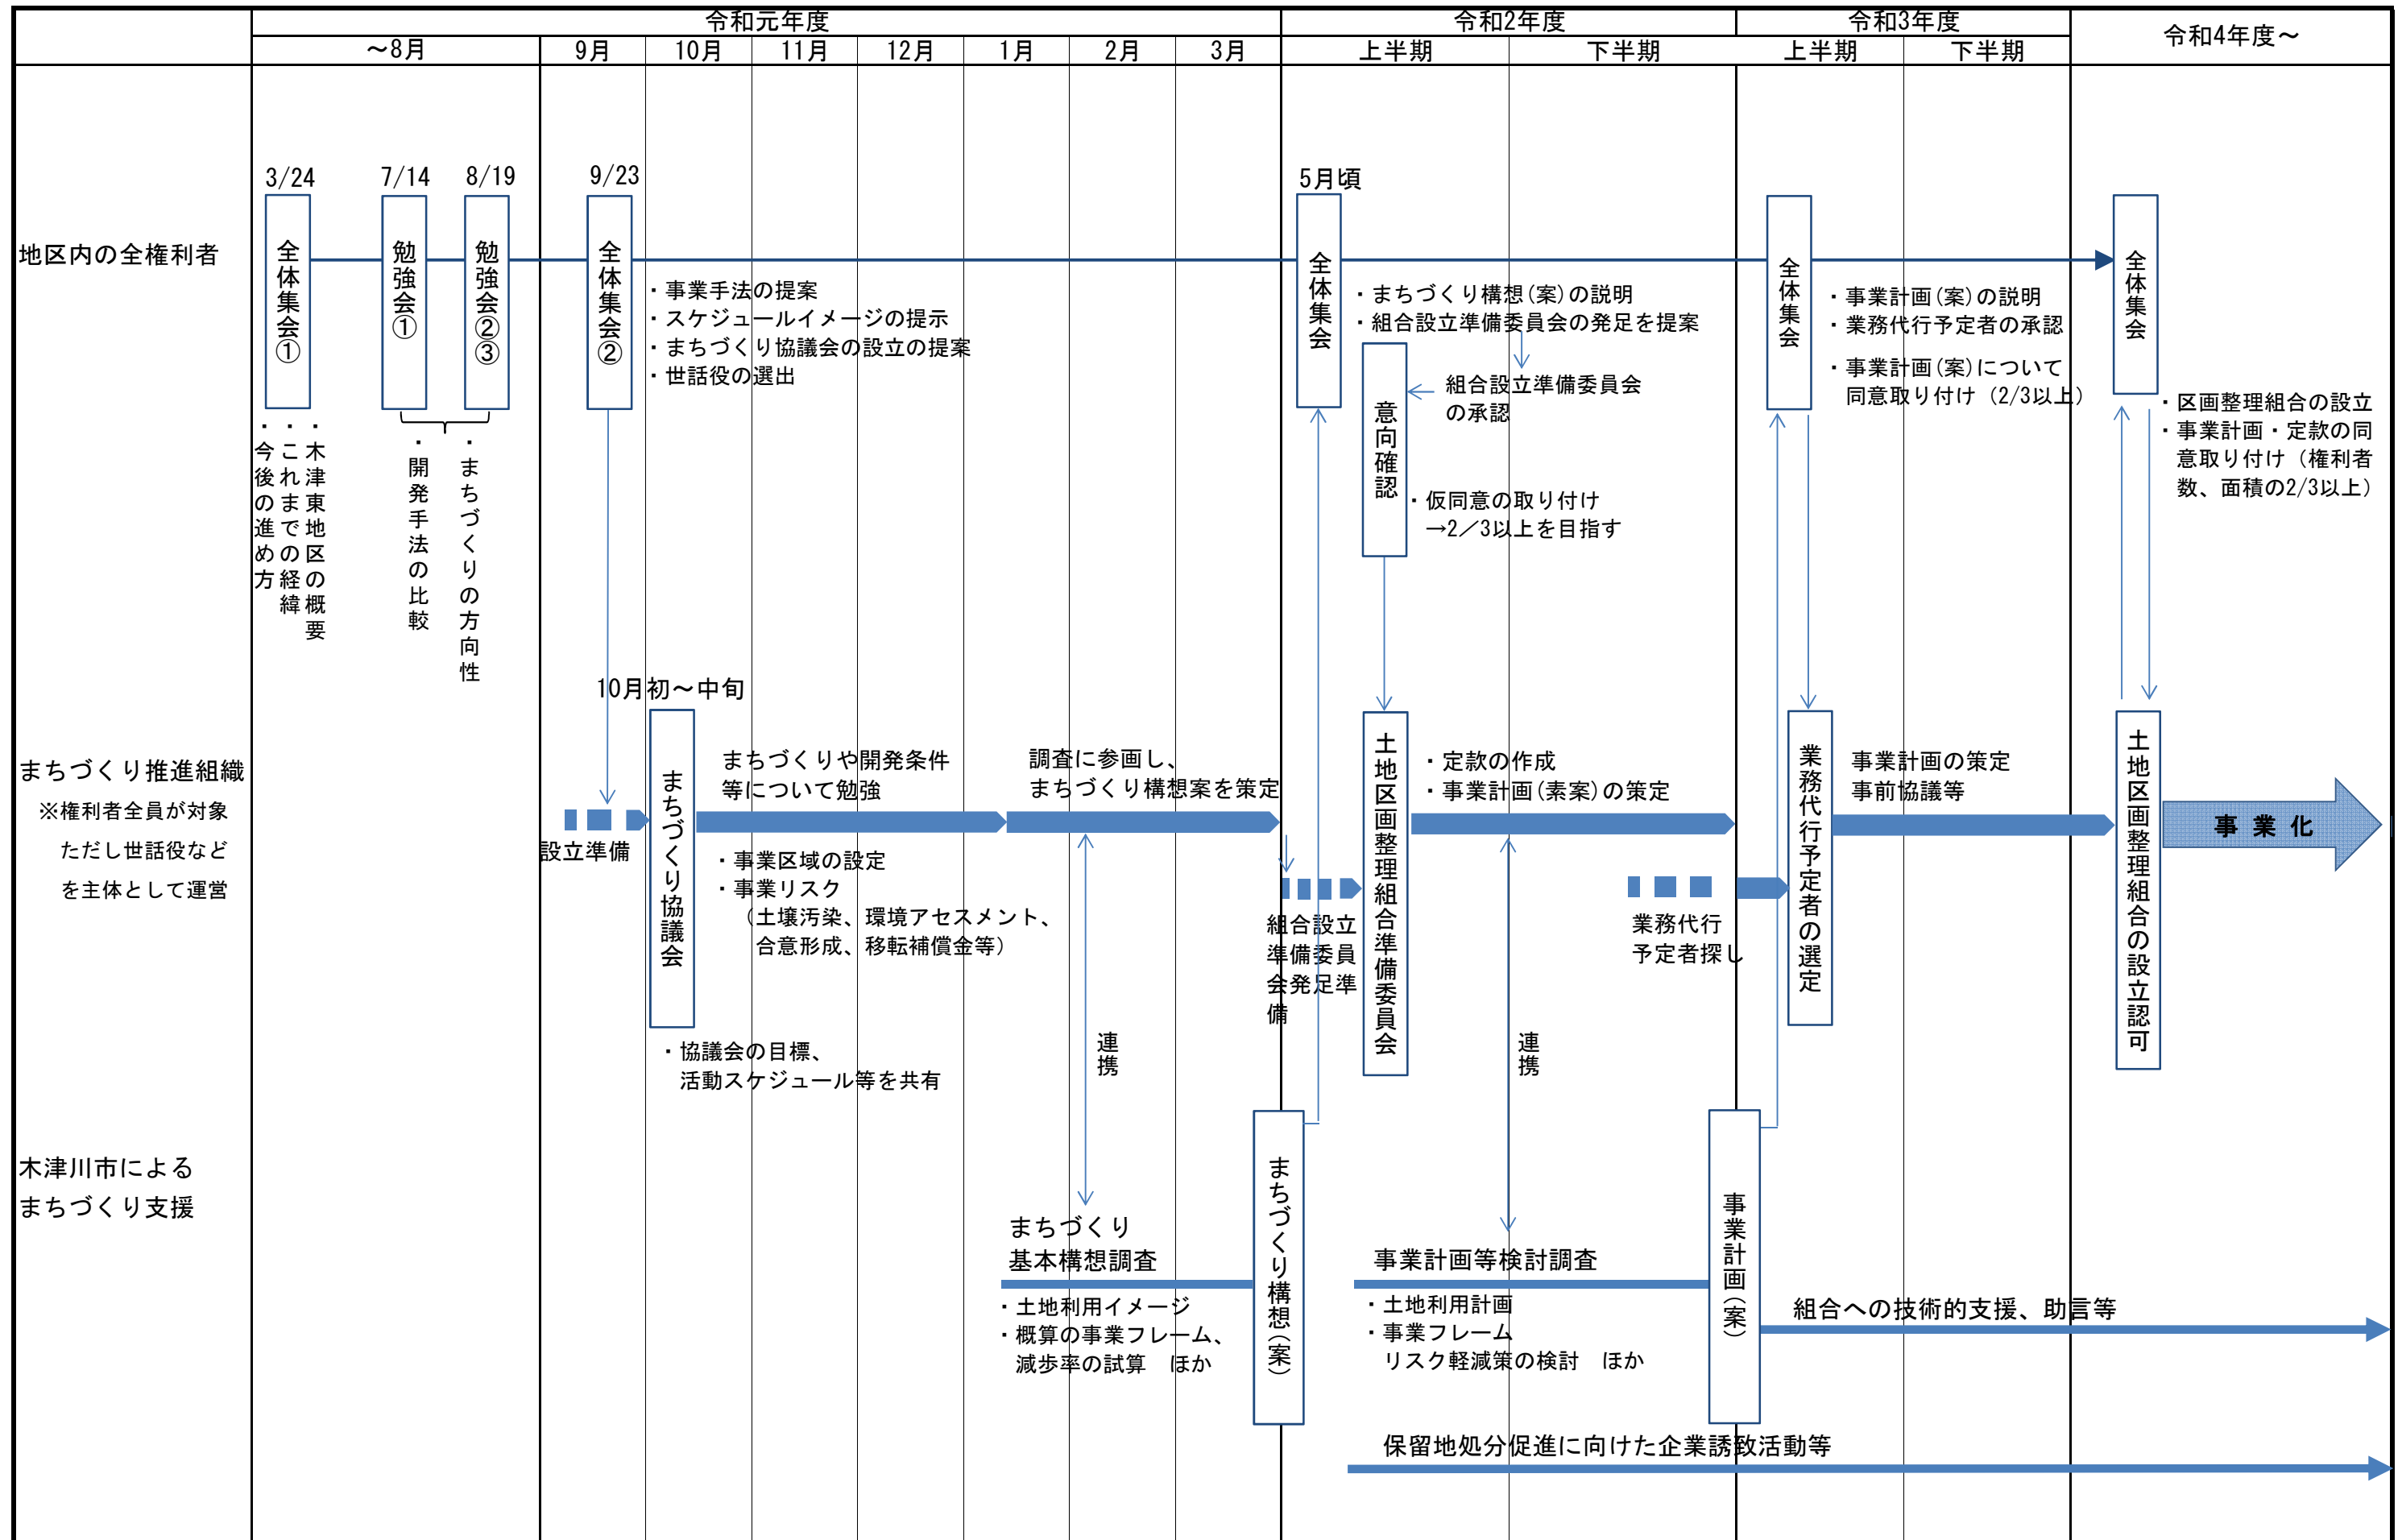 令和元年度
令和2年度
令和3年度
令和4年度～
～8月
9月
10月
11月
12月
1月
2月
3月
上半期
下半期
上半期
下半期
地区内の全権利者
3/24
全体集会①
・木津東地区の概要
・これまでの経緯
・今後の進め方
7/14
勉強会①
8/19
勉強会②③
・まちづくりの方向性
・開発手法の比較
9/23
全体集会②
・事業手法の提案
・スケジュールイメージの提示
・まちづくり協議会の設立の提案
・世話役の選出
5月頃
全体集会
・まちづくり構想(案)の説明
・組合設立準備委員会の発足を提案
組合設立準備委員会
の承認
意向確認
・仮同意の取り付け
→2／3以上を目指す
全体集会
・事業計画(案)の説明
・業務代行予定者の承認
・事業計画(案)について
同意取り付け（2/3以上）
全体集会
・区画整理組合の設立
・事業計画・定款の同
意取り付け（権利者
数、面積の2/3以上）
まちづくり推進組織
※権利者全員が対象
ただし世話役など
を主体として運営
設立準備
10月初～中旬
まちづくり協議会
・協議会の目標、
活動スケジュール等を共有
まちづくりや開発条件
等について勉強
・事業区域の設定
・事業リスク
（土壌汚染、環境アセスメント、
合意形成、移転補償金等）
調査に参画し、
まちづくり構想案を策定
連携
組合設立
準備委員
会発足準
備
土地区画整理組合準備委員会
・定款の作成
・事業計画(素案)の策定
連携
業務代行
予定者探し
業務代行予定者の選定
事業計画の策定
事前協議等
土地区画整理組合の設立認可
事業化
木津川市による
まちづくり支援
まちづくり
基本構想調査
・土地利用イメージ
・概算の事業フレーム、
減歩率の試算　ほか
まちづくり構想（案）
事業計画等検討調査
・土地利用計画
・事業フレーム
リスク軽減策の検討　ほか
事業計画（案）
組合への技術的支援、助言等
保留地処分促進に向けた企業誘致活動等